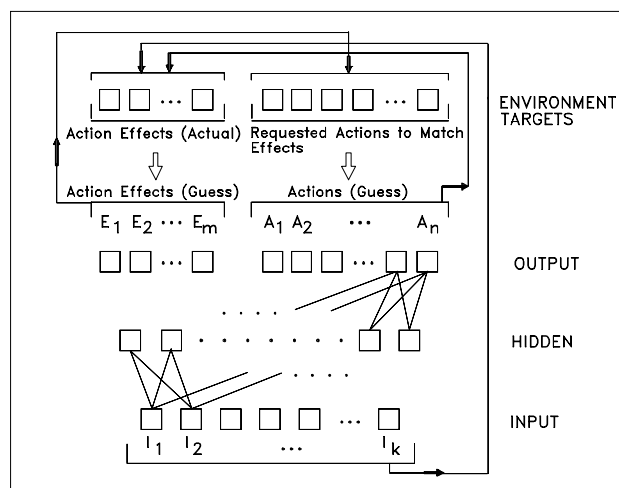 ENVIRONMENT
TARGETS
Action Effects (Actual)
Requested Actions to Match
Effects
Action Effects (Guess)
Actions (Guess)
E1 E2 ... Em
A1 A2 ... An
OUTPUT
HIDDEN
INPUT
I1 I2 ... Ik